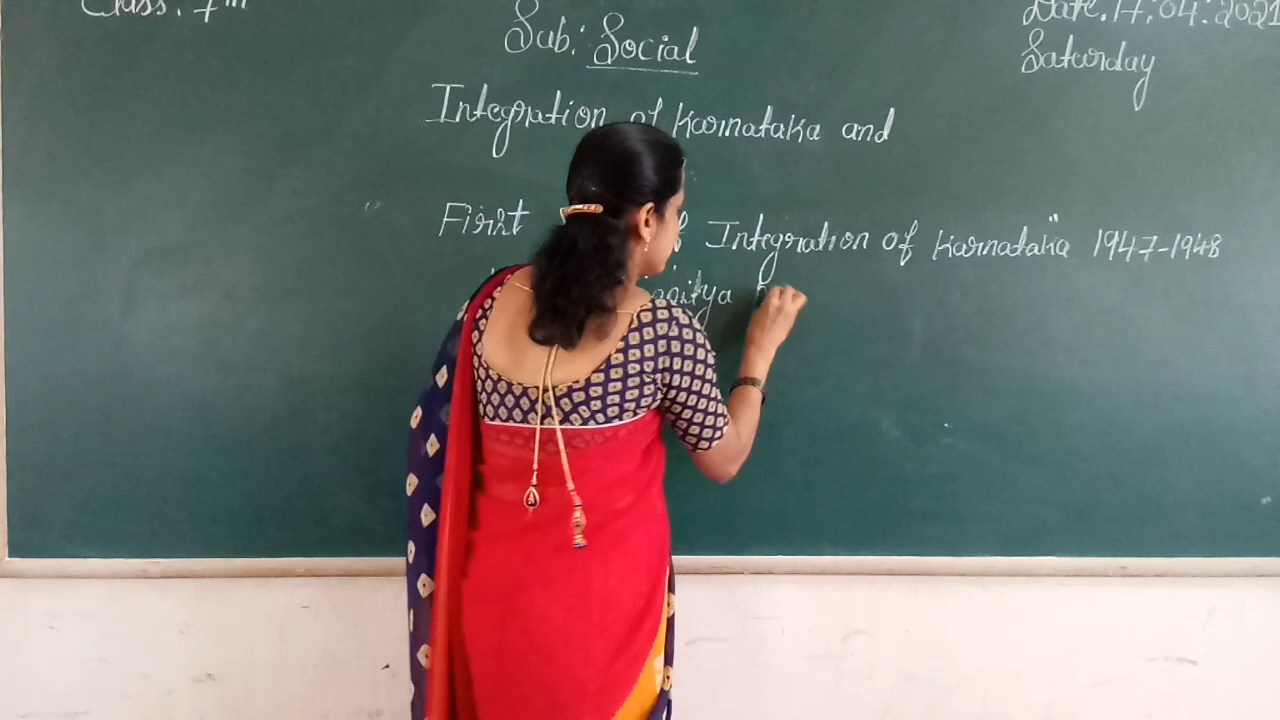 Class: 7th
Date: 17:04:2021
Sub: Social
Saturday
Integration of Karnataka and
First Integration of Karnataka 1947-1948